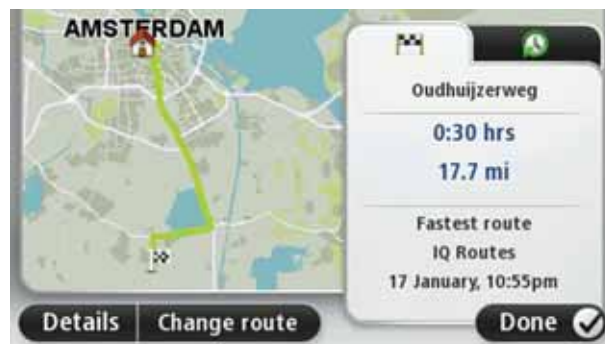 AMSTERDAM
Oudhuijzerweg
0:30 hrs
17.7 mi
Fastest route
IQ Routes
17 January, 10:55pm
Details
Change route
Done